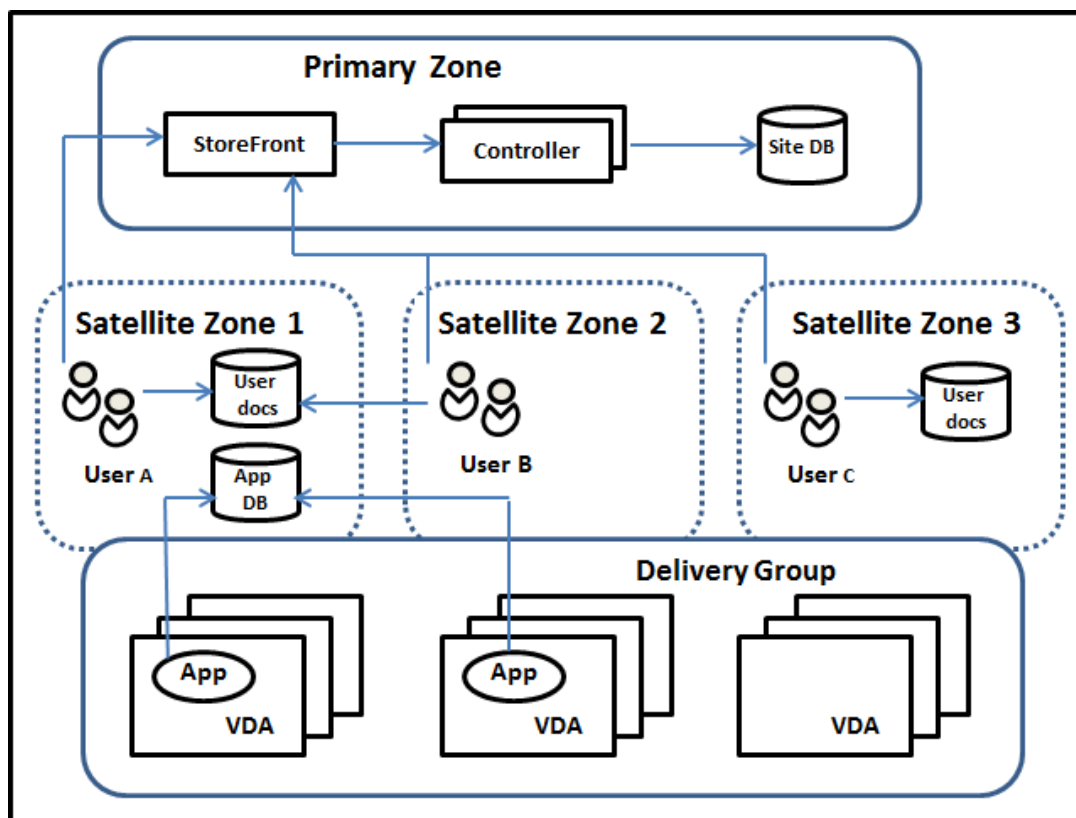 Primary Zone
StoreFront
Controller
Site DB
Satellite Zone 1
User
docs
User A
App
DB
Satellite Zone 2
User B
Satellite Zone 3
User
docs
User C
Delivery Group
App
VDA
App
VDA
VDA